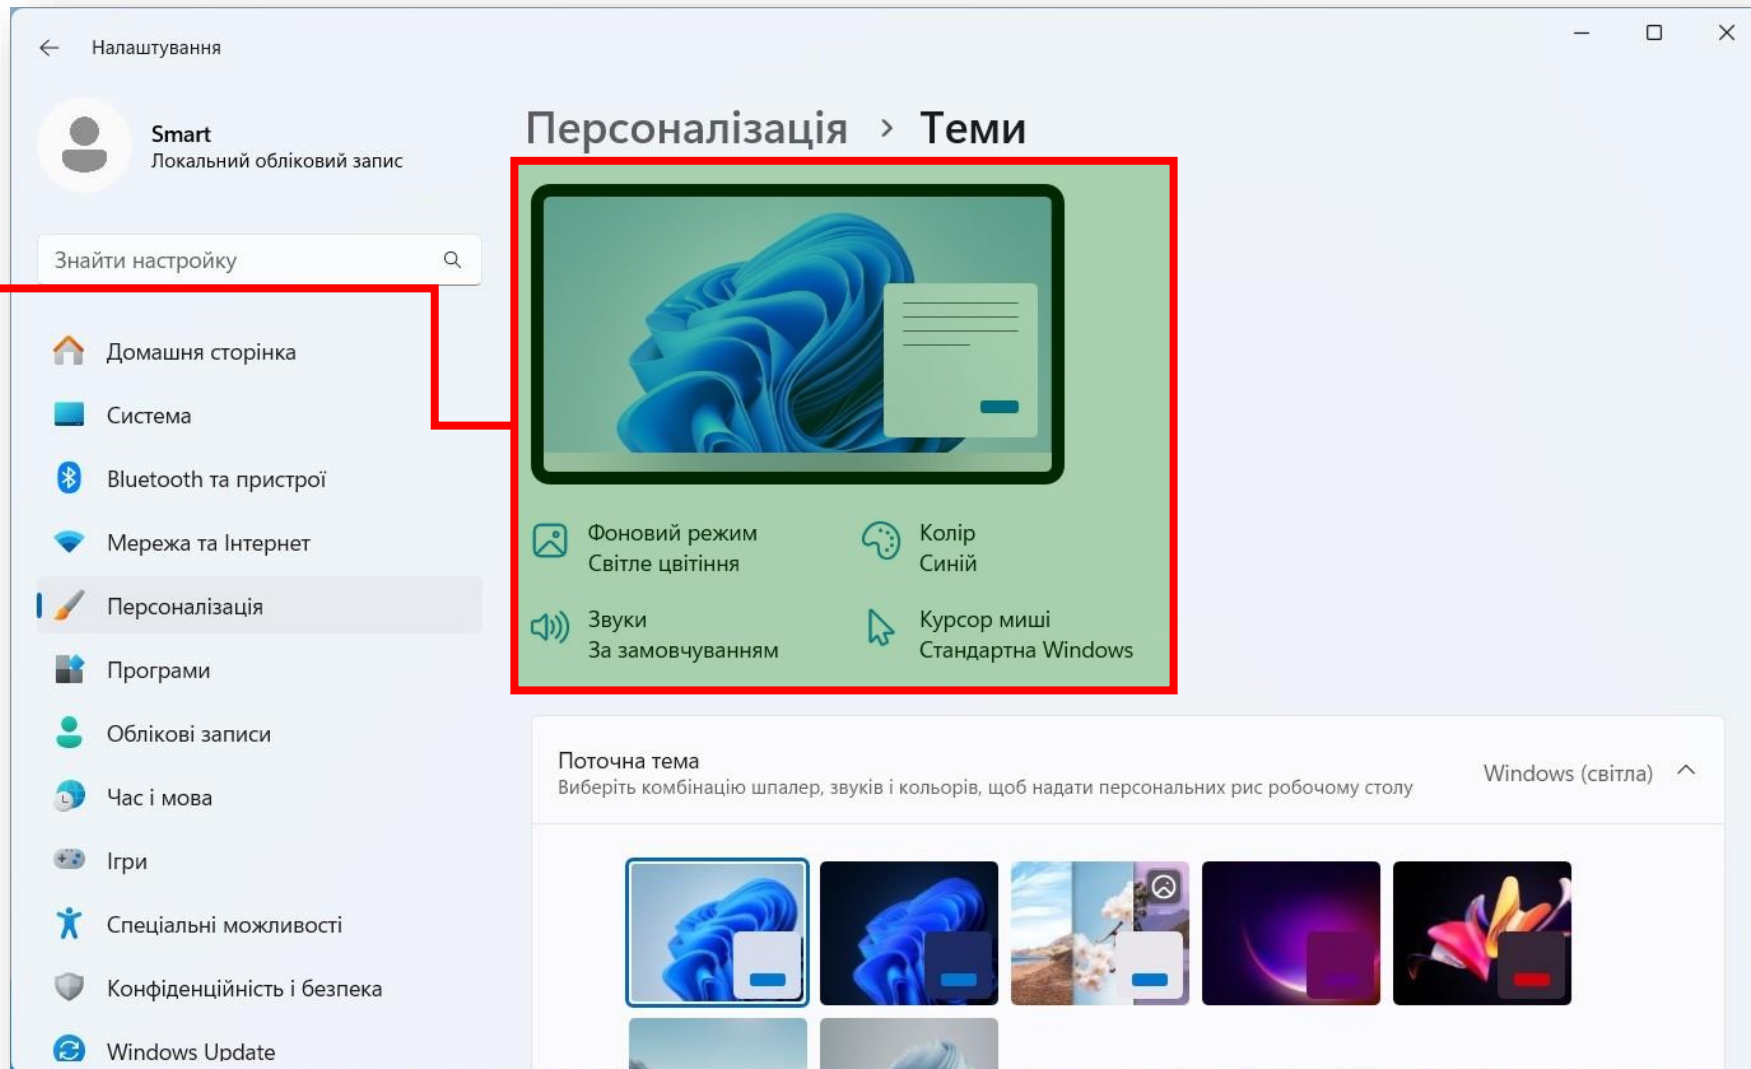 Налаштування
Smart
Локальний обліковий запис
Знайти настройку
Домашня сторінка
Система
Bluetooth та пристрої
Мережа та Інтернет
Персоналізація
Програми
Облікові записи
Час і мова
Ігри
Спеціальні можливості
Конфіденційність і безпека
Windows Update
Персоналізація > Теми
Фоновий режим
Світле цвітіння
Колір
Синій
Звуки
За замовчуванням
Курсор миші
Стандартна Windows
Поточна тема
Виберіть комбінацію шпалер, звуків і кольорів, щоб надати персональних рис робочому столу
Windows (світла)